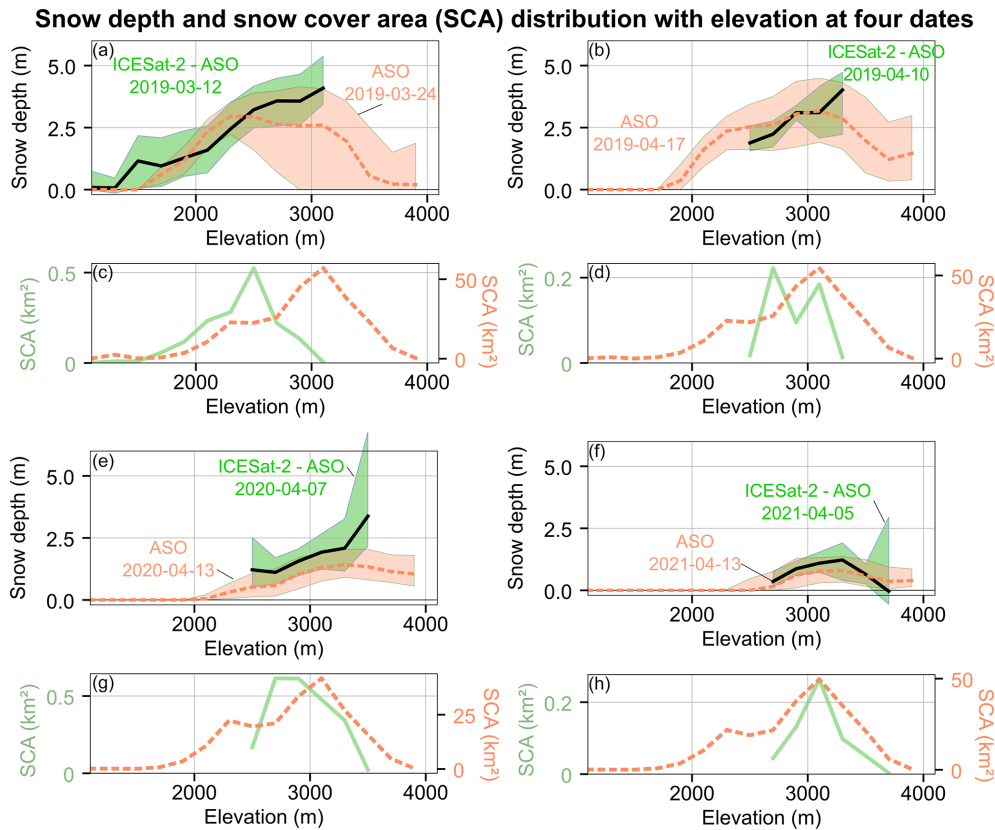 Snow depth and snow cover area (SCA) distribution with elevation at four dates
(a)
ICESat-2 - ASO
2019-03-12
ASO
2019-03-24
Snow depth (m)
5.0
2.5
0.0
2000
3000
4000
Elevation (m)
(b)
ICESat-2 - ASO
2019-04-10
ASO
2019-04-17
Snow depth (m)
5.0
2.5
0.0
2000
3000
4000
Elevation (m)
(c)
SCA (km²)
0.5
0
50
0
SCA (km²)
2000
3000
4000
Elevation (m)
(d)
SCA (km²)
0.2
0
50
0
SCA (km²)
2000
3000
4000
Elevation (m)
(e)
ICESat-2 - ASO
2020-04-07
ASO
2020-04-13
Snow depth (m)
5.0
2.5
0.0
2000
3000
4000
Elevation (m)
(f)
ICESat-2 - ASO
2021-04-05
ASO
2021-04-13
Snow depth (m)
5.0
2.5
0.0
2000
3000
4000
Elevation (m)
(g)
SCA (km²)
0.5
0
25
0
SCA (km²)
2000
3000
4000
Elevation (m)
(h)
SCA (km²)
0.2
0
50
0
SCA (km²)
2000
3000
4000
Elevation (m)